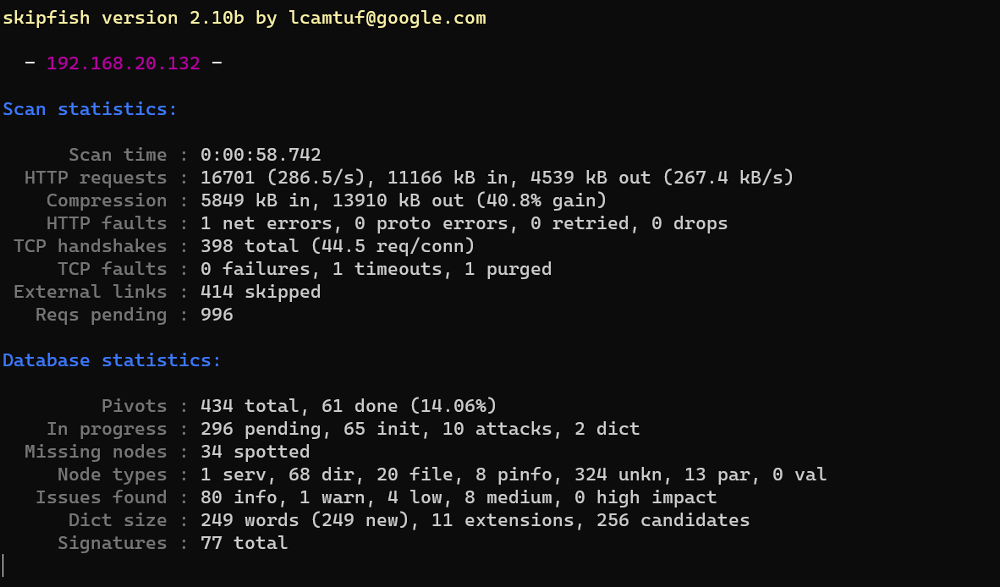 skipfish version 2.10b by lcamtuf@google.com
- 192.168.20.132 -
Scan statistics:
Scan time : 0:00:58.742
HTTP requests : 16701 (286.5/s), 11166 kB in, 4539 kB out (267.4 kB/s)
Compression : 5849 kB in, 13910 kB out (40.8% gain)
HTTP faults : 1 net errors, 0 proto errors, 0 retried, 0 drops
TCP handshakes : 398 total (44.5 req/conn)
TCP faults : 0 failures, 1 timeouts, 1 purged
External links : 414 skipped
Reqs pending : 996
Database statistics:
Pivots : 434 total, 61 done (14.06%)
In progress : 296 pending, 65 init, 10 attacks, 2 dict
Missing nodes : 34 spotted
Node types : 1 serv, 68 dir, 20 file, 8 pinfo, 324 unkn, 13 par, 0 val
Issues found : 80 info, 1 warn, 4 low, 8 medium, 0 high impact
Dict size : 249 words (249 new), 11 extensions, 256 candidates
Signatures : 77 total